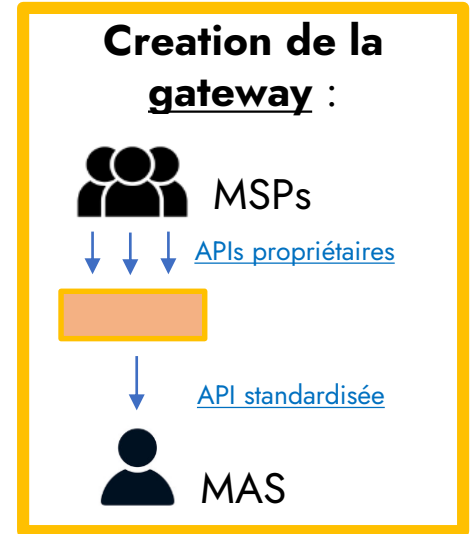 Creation de la
gateway :
MSPs
APIs propriétaires
API standardisée
MAS